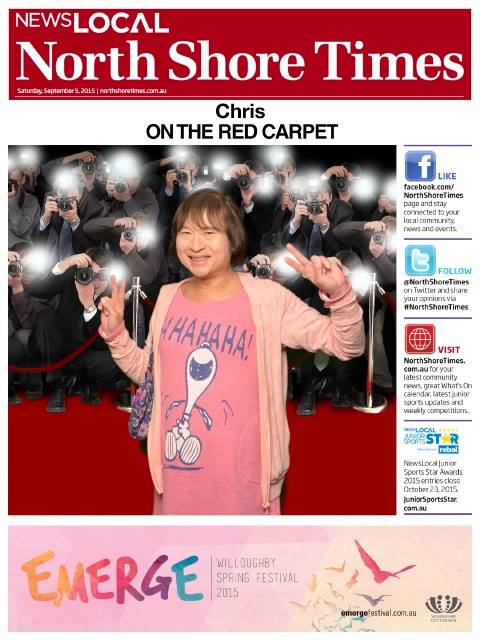 NEWSLOCAL
North Shore Times
Saturday, September 5, 2015 | northshoretimes.com.au
Chris
ON THE RED CARPET
HAHAHA!
f LIKE
facebook.com/
NorthShoreTimes
page and stay
connected to your
local community,
news and events.
t FOLLOW
@NorthShoreTimes
on Twitter and share
your opinions via
#NorthShoreTimes
VISIT
NorthShoreTimes.
com.au for your
latest community
news, great What's On
calendar, latest junior
sports updates and
weekly competitions.
NEWSLOCAL
JUNIOR
SPORTS STAR
rebel
NewsLocal Junior
Sports Star Awards
2015 entries close
October 23, 2015.
JuniorSportsStar.
com.au
EMERGE
WILLOUGHBY
SPRING FESTIVAL
2015
emergefestival.com.au
WILLOUGHBY
CITY COUNCIL